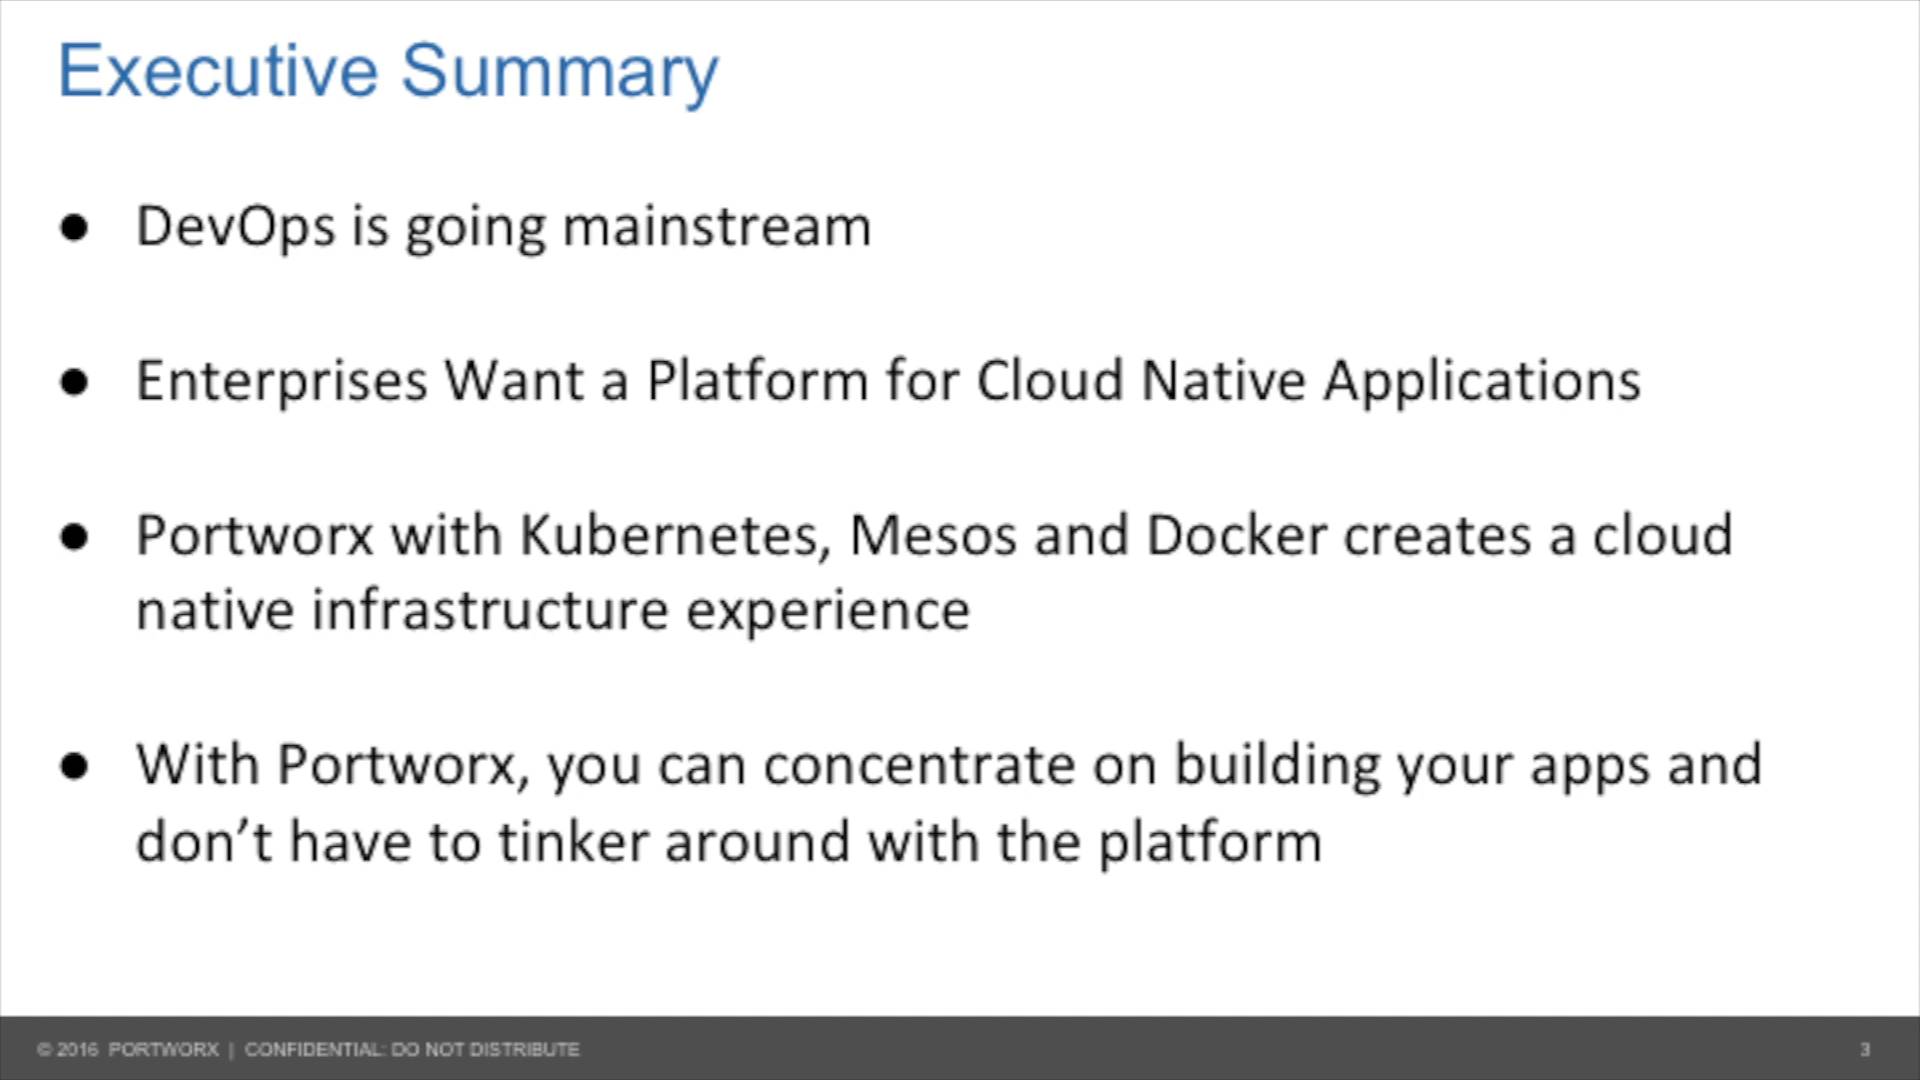 Executive Summary
● DevOps is going mainstream
● Enterprises Want a Platform for Cloud Native Applications
● Portworx with Kubernetes, Mesos and Docker creates a cloud
native infrastructure experience
● With Portworx, you can concentrate on building your apps and
don’t have to tinker around with the platform
© 2016 PORTWORX | CONFIDENTIAL: DO NOT DISTRIBUTE
3